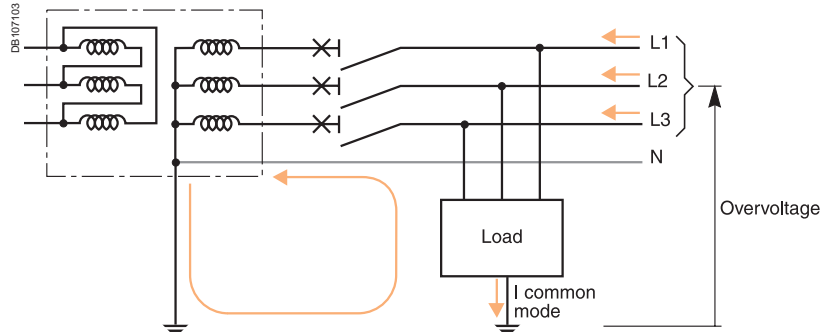 DB107103
L1
L2
L3
N
Overvoltage
Load
I common
mode